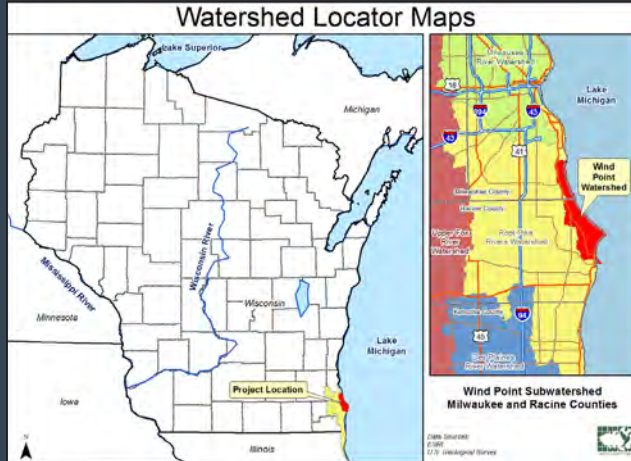 Watershed Locator Maps
Lake Superior
Michigan
Mississippi River
Wisconsin River
Minnesota
Wisconsin
Lake
Michigan
Iowa
Project Location
Illinois
N
Milwaukee
River Watershed
18
Lake
Michigan
94
43
43
41
Wind
Point
Watershed
Milwaukee County
Racine County
Upper Fox
River
Watershed
Root Pike
Rivers Watershed
Kenosha County
94
45
Des Plaines
River Watershed
Wind Point Subwatershed
Milwaukee and Racine Counties
Data Sources:
ESRI
U.S. Geological Survey